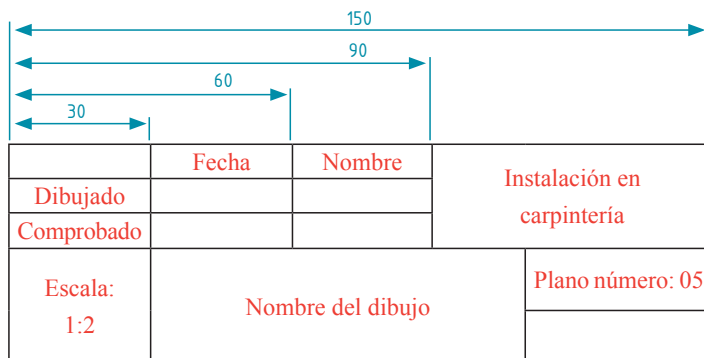 150
90
60
30
Fecha Nombre
Instalación en
carpintería
Dibujado
Comprobado
Escala:
1:2
Nombre del dibujo
Plano número: 05